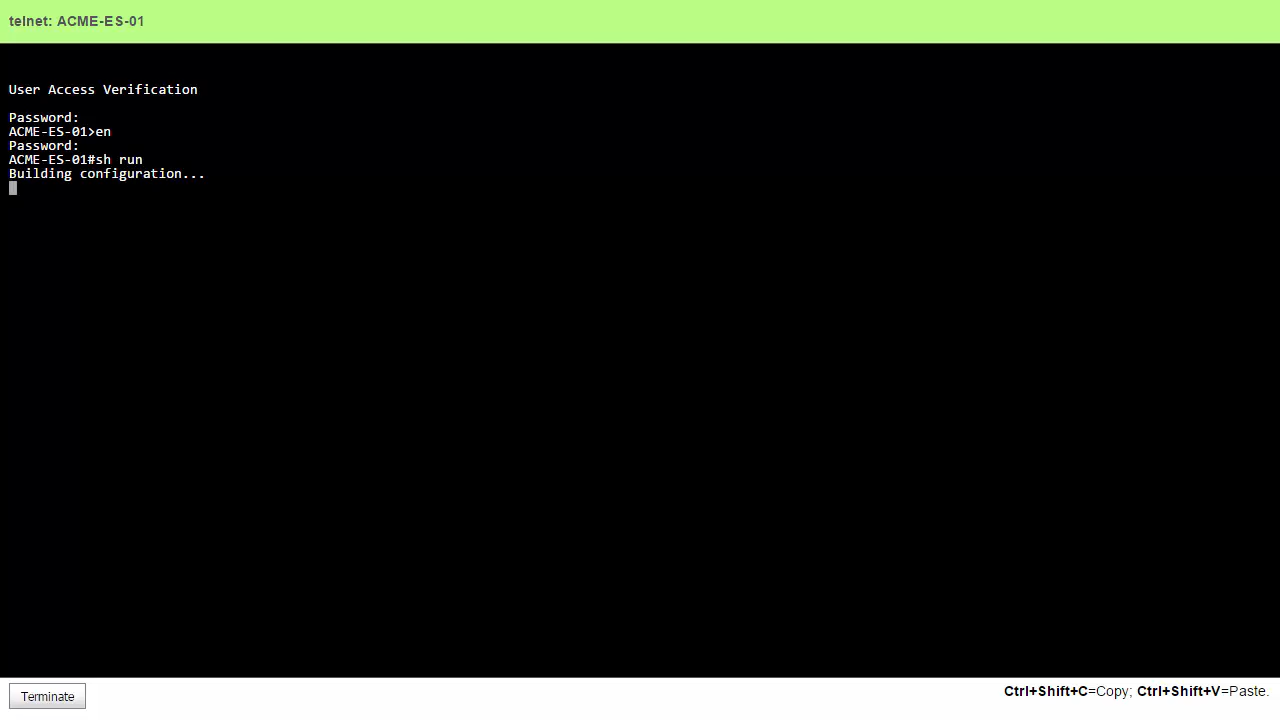 telnet: ACME-ES-01
User Access Verification
Password:
ACME-ES-01>en
Password:
ACME-ES-01#sh run
Building configuration...
Terminate
Ctrl+Shift+C=Copy; Ctrl+Shift+V=Paste.